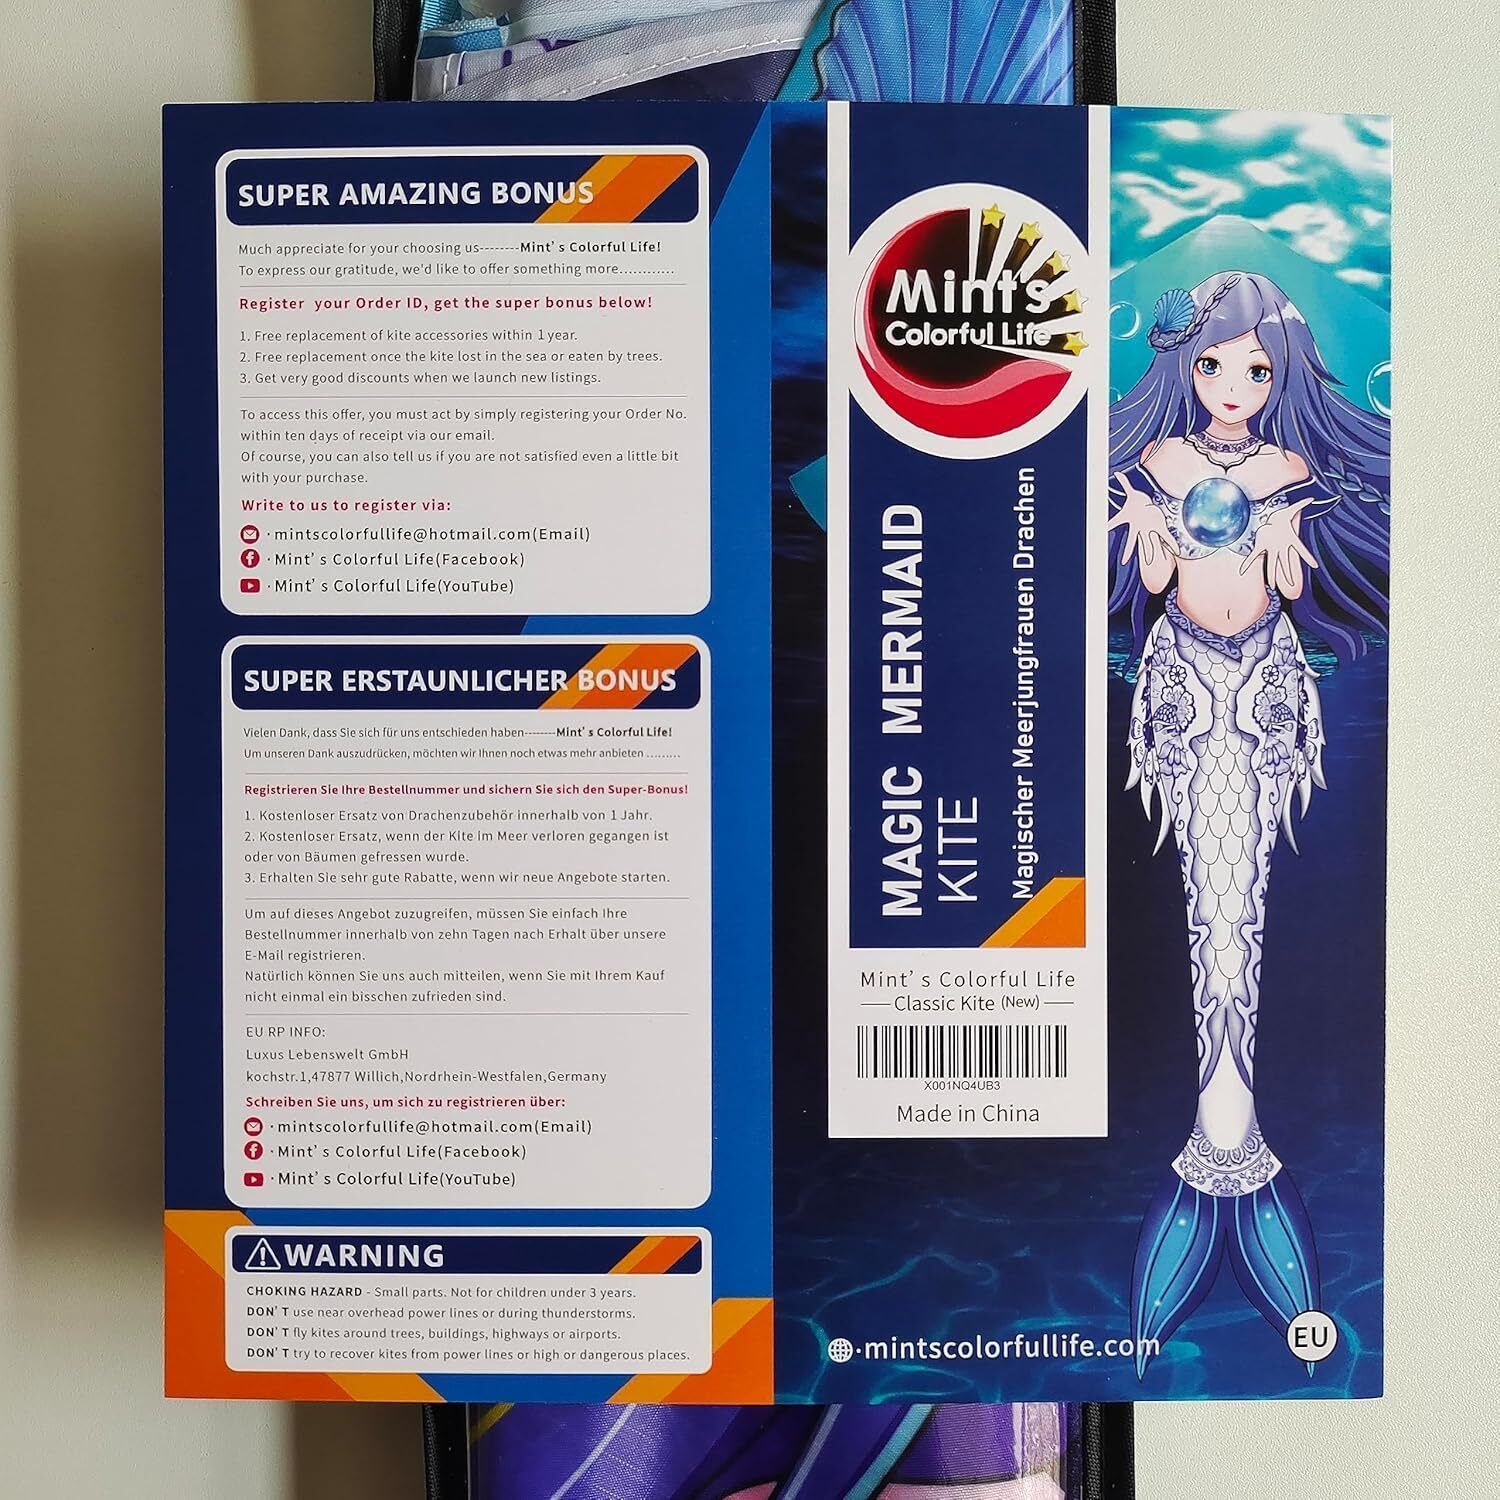 SUPER AMAZING BONUS
Much appreciate for your choosing us--------Mint's Colorful Life!
To express our gratitude, we'd like to offer something more............
Register your Order ID, get the super bonus below!
1. Free replacement of kite accessories within 1 year.
2. Free replacement once the kite lost in the sea or eaten by trees.
3. Get very good discounts when we launch new listings.
To access this offer, you must act by simply registering your Order No.
within ten days of receipt via our email.
Of course, you can also tell us if you are not satisfied even a little bit
with your purchase.
Write to us to register via:
·mintscolorfullife@hotmail.com(Email)
·Mint's Colorful Life(Facebook)
·Mint's Colorful Life(YouTube)
SUPER ERSTAUNLICHER BONUS
Vielen Dank, dass Sie sich für uns entschieden haben--------Mint's Colorful Life!
Um unseren Dank auszudrücken, möchten wir Ihnen noch etwas mehr anbieten .........
Registrieren Sie Ihre Bestellnummer und sichern Sie sich den Super-Bonus!
1. Kostenloser Ersatz von Drachenzubehör innerhalb von 1 Jahr.
2. Kostenloser Ersatz, wenn der Kite im Meer verloren gegangen ist
oder von Bäumen gefressen wurde.
3. Erhalten Sie sehr gute Rabatte, wenn wir neue Angebote starten.
Um auf dieses Angebot zuzugreifen, müssen Sie einfach Ihre
Bestellnummer innerhalb von zehn Tagen nach Erhalt über unsere
E-Mail registrieren.
Natürlich können Sie uns auch mitteilen, wenn Sie mit Ihrem Kauf
nicht einmal ein bisschen zufrieden sind.
EU RP INFO:
Luxus Lebenswelt GmbH
kochstr.1,47877 Willich,Nordrhein-Westfalen,Germany
Schreiben Sie uns, um sich zu registrieren über:
·mintscolorfullife@hotmail.com(Email)
·Mint's Colorful Life(Facebook)
·Mint's Colorful Life(YouTube)
WARNING
CHOKING HAZARD - Small parts. Not for children under 3 years.
DON'T use near overhead power lines or during thunderstorms.
DON'T fly kites around trees, buildings, highways or airports.
DON'T try to recover kites from power lines or high or dangerous places.
Mint's
Colorful Life
MAGIC MERMAID
KITE
Magischer Meerjungfrauen Drachen
Mint's Colorful Life
Classic Kite (New)
X001NQ4UB3
Made in China
·mintscolorfullife.com
EU